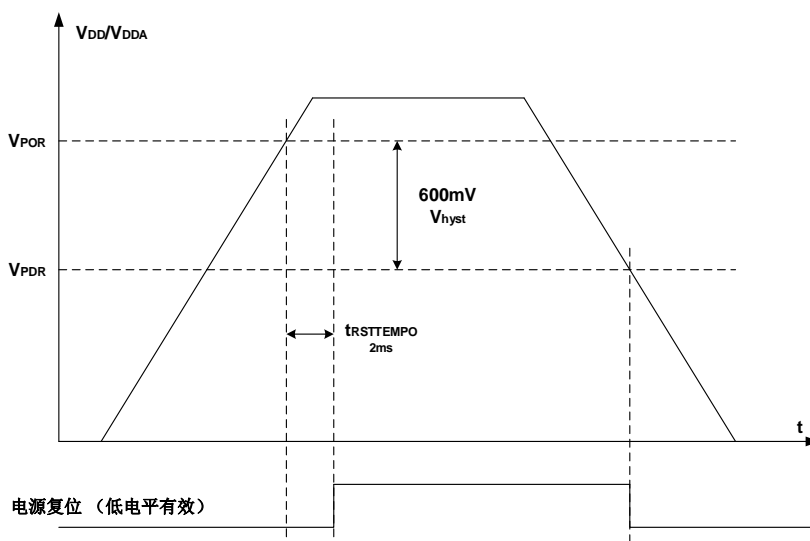 VDD/VDDA
VPOR
600mV
Vhyst
VPDR
tRSTTEMPO
2ms
t
电源复位 （低电平有效）